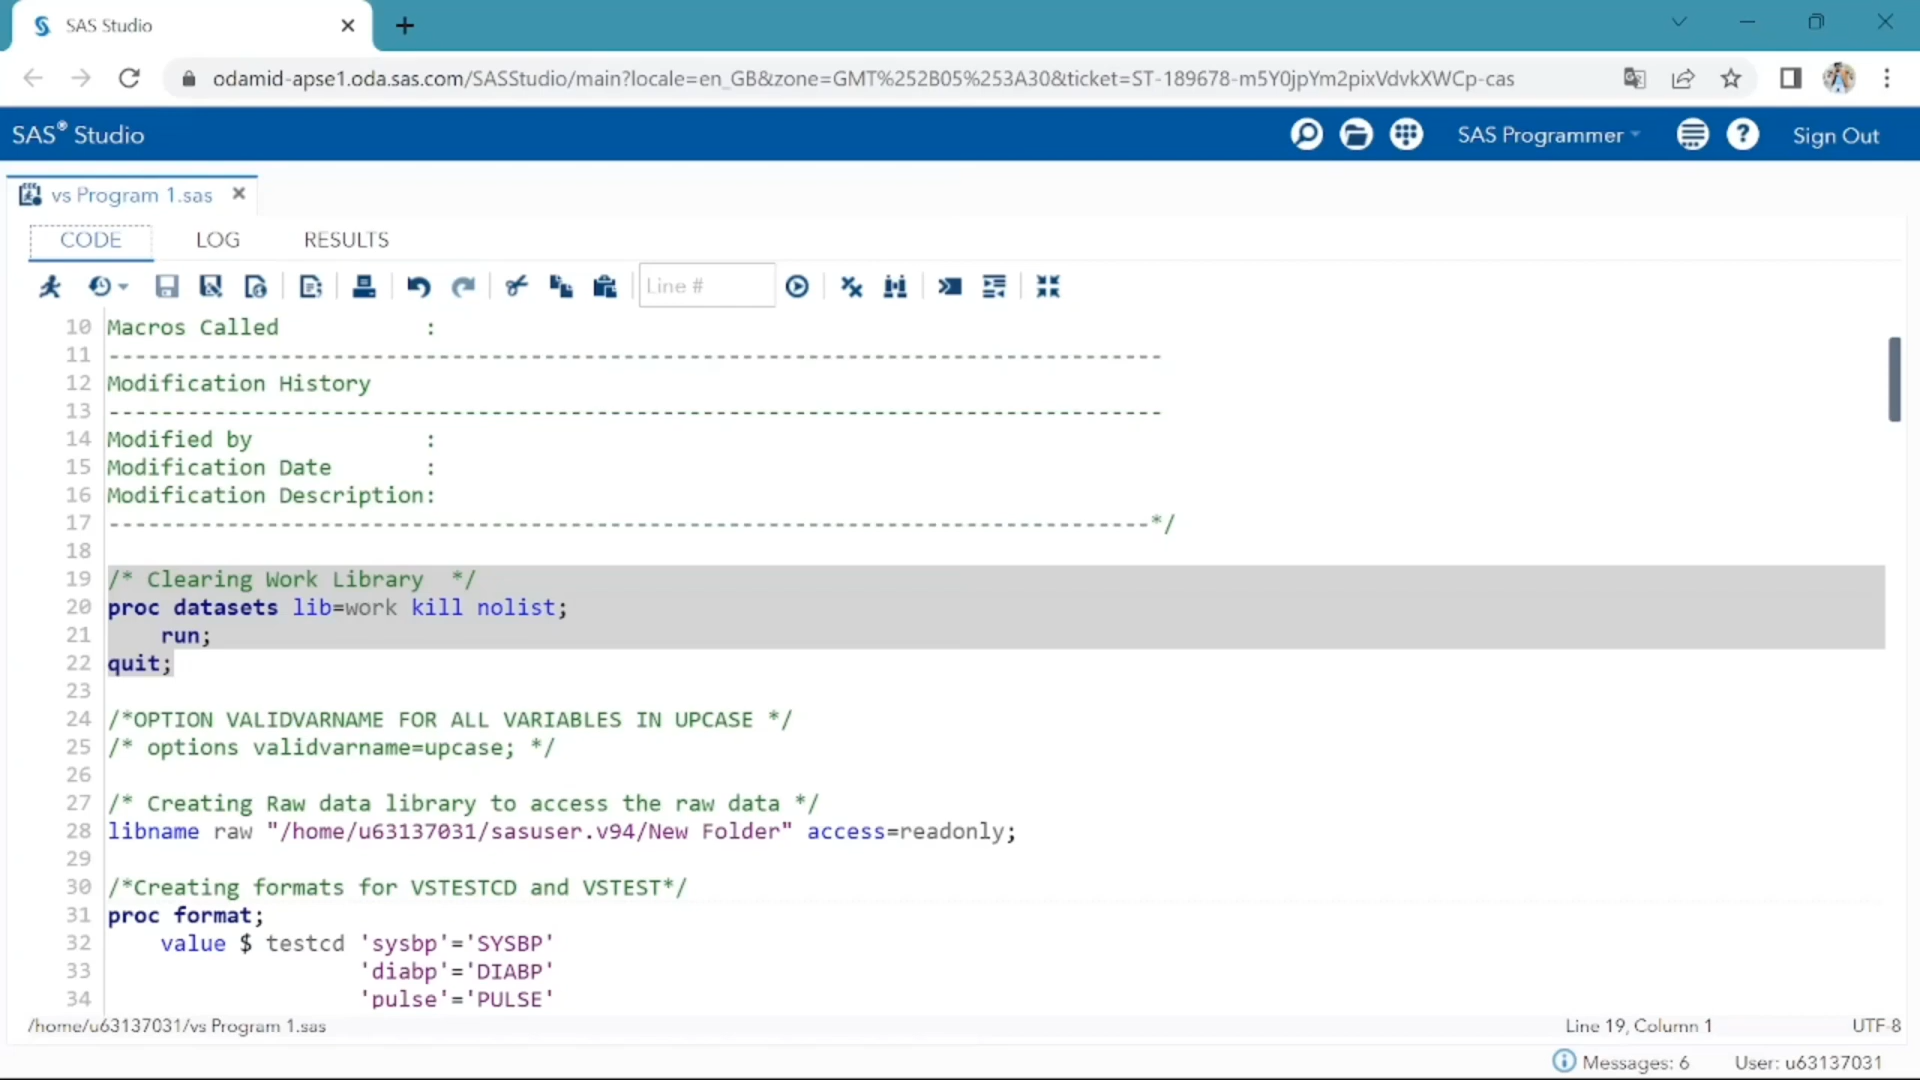 SAS Studio
odamid-apse1.oda.sas.com/SASStudio/main?locale=en_GB&zone=GMT%252B05%253A30&ticket=ST-189678-m5Y0jpYm2pixVdvkXWCp-cas
SAS® Studio
SAS Programmer
Sign Out
vs Program 1.sas
CODE LOG RESULTS
Line #
10 Macros Called :
11 --------------------------------------------------------------------------------
12 Modification History
13 --------------------------------------------------------------------------------
14 Modified by :
15 Modification Date :
16 Modification Description:
17 -------------------------------------------------------------------------------*/
18
19 /* Clearing Work Library  */
20 proc datasets lib=work kill nolist;
21     run;
22 quit;
23
24 /*OPTION VALIDVARNAME FOR ALL VARIABLES IN UPCASE */
25 /* options validvarname=upcase; */
26
27 /* Creating Raw data library to access the raw data */
28 libname raw "/home/u63137031/sasuser.v94/New Folder" access=readonly;
29
30 /*Creating formats for VSTESTCD and VSTEST*/
31 proc format;
32     value $ testcd 'sysbp'='SYSBP'
33                    'diabp'='DIABP'
34                    'pulse'='PULSE'
/home/u63137031/vs Program 1.sas
Line 19, Column 1
UTF-8
Messages: 6
User: u63137031